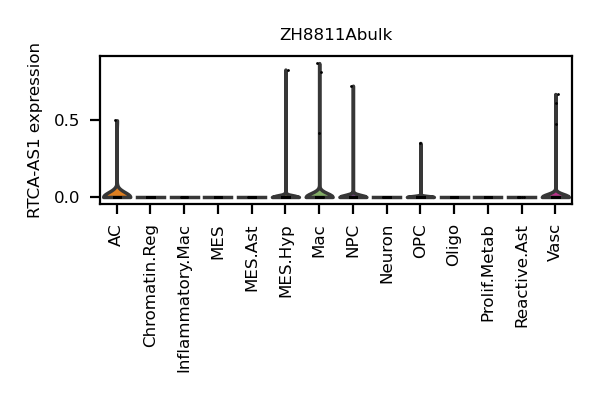 ZH8811Abulk
RTCA-AS1 expression
0.5
0.0
AC
Chromatin.Reg
Inflammatory.Mac
MES
MES.Ast
MES.Hyp
Mac
NPC
Neuron
OPC
Oligo
Prolif.Metab
Reactive.Ast
Vasc